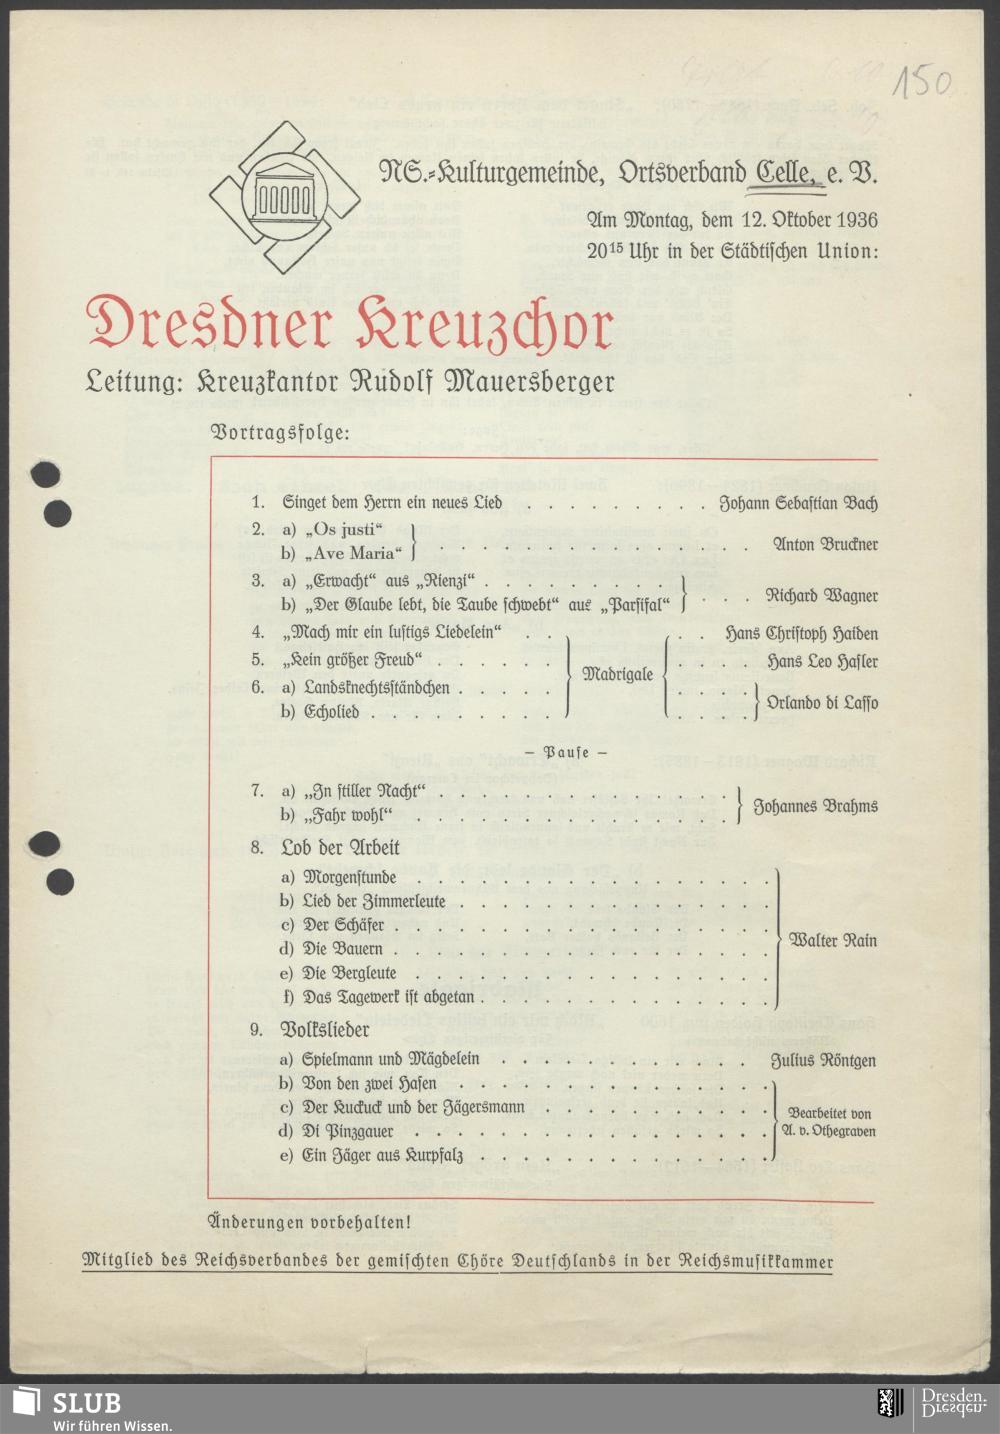 150
NS.-Kulturgemeinde, Ortsverband Celle, e. V.
Am Montag, dem 12. Oktober 1936
20¹⁵ Uhr in der Städtischen Union:
Dresdner Kreuzchor
Leitung: Kreuzkantor Rudolf Mauersberger
Vortragsfolge:
1. Singet dem Herrn ein neues Lied . . . . . . . . . Johann Sebastian Bach
2. a) „Os justi“
b) „Ave Maria“ } . . . . . . . . . . . . . Anton Bruckner
3. a) „Erwacht“ aus „Rienzi“ . . . . . . . . .
b) „Der Glaube lebt, die Taube schwebt“ aus „Parsifal“ } . . . Richard Wagner
4. „Mach mir ein lustigs Liedelein“ . . Hans Christoph Haiden
5. „Kein größer Freud“ . . . . . . Hans Leo Hasler
Madrigale
6. a) Landsknechtsständchen . . . . .
b) Echolied . . . . . . . . . Orlando di Lasso
– Pause –
7. a) „In stiller Nacht“ . . . . . . . . . . .
b) „Fahr wohl“ . . . . . . . . . . . . } Johannes Brahms
8. Lob der Arbeit
a) Morgenstunde . . . . . . . . . . . . .
b) Lied der Zimmerleute . . . . . . . . . . .
c) Der Schäfer . . . . . . . . . . . . . .
d) Die Bauern . . . . . . . . . . . . . . Walter Rain
e) Die Bergleute . . . . . . . . . . . . .
f) Das Tagewerk ist abgetan . . . . . . . . . . .
9. Volkslieder
a) Spielmann und Mägdelein . . . . . . . . . Julius Röntgen
b) Von den zwei Hasen . . . . . . . . . . .
c) Der Kuckuck und der Jägersmann . . . . . . . . Bearbeitet von
d) Di Pinzgauer . . . . . . . . . . . . . A. v. Othegraven
e) Ein Jäger aus Kurpfalz . . . . . . . . . . .
Änderungen vorbehalten!
Mitglied des Reichsverbandes der gemischten Chöre Deutschlands in der Reichsmusikkammer
SLUB
Wir führen Wissen.
Dresden.
Dresden.